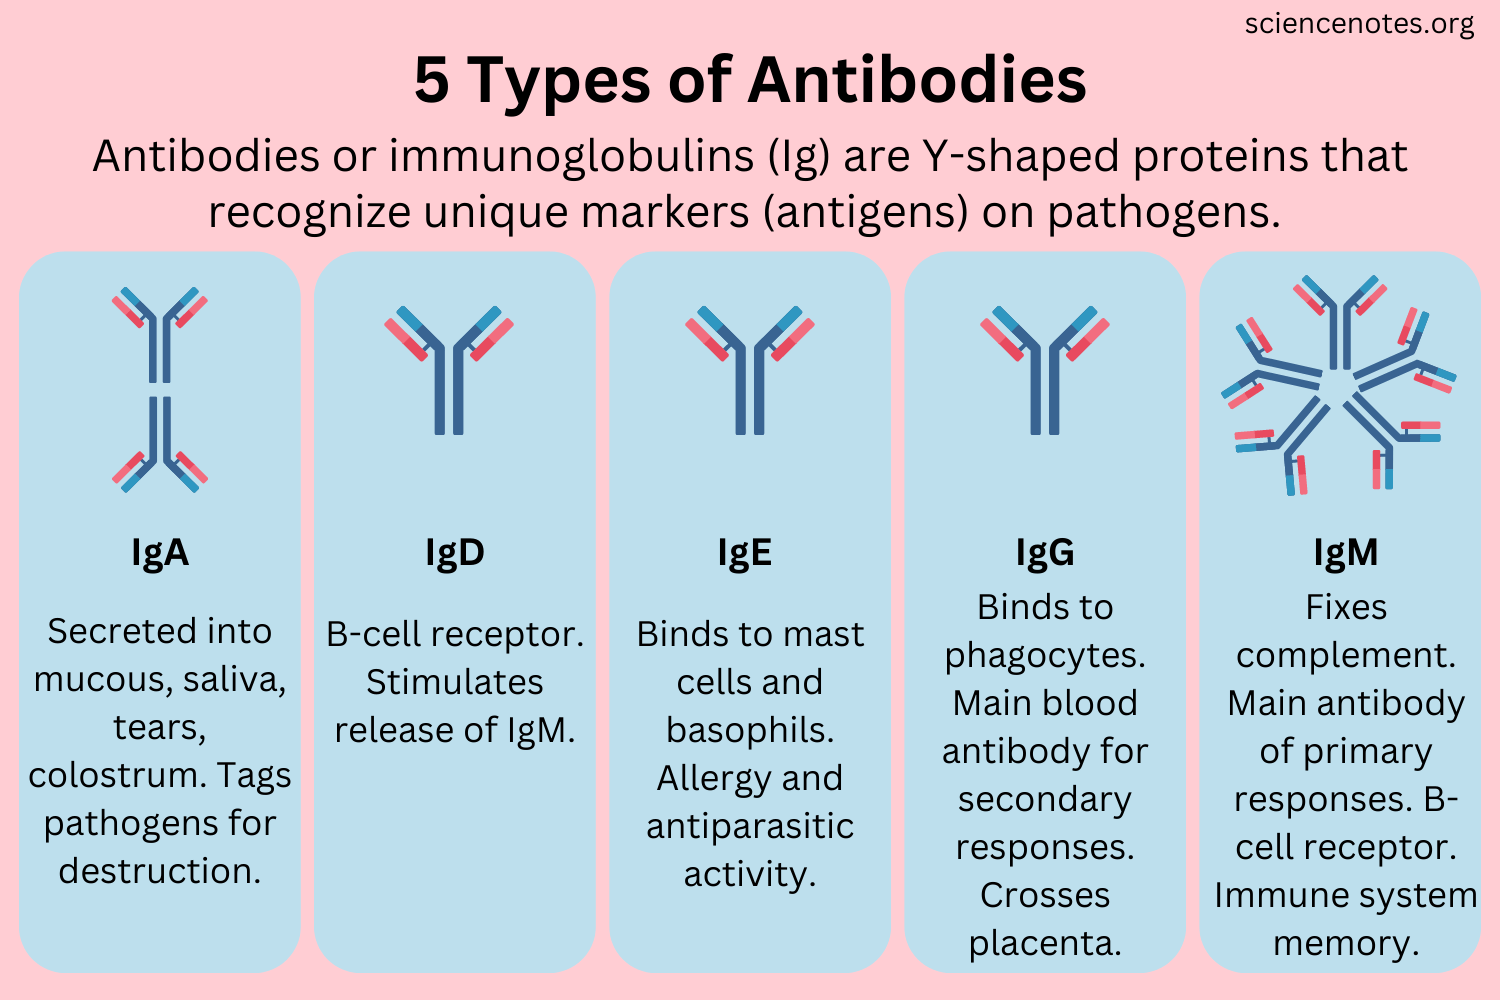 sciencenotes.org
5 Types of Antibodies
Antibodies or immunoglobulins (Ig) are Y-shaped proteins that
recognize unique markers (antigens) on pathogens.
IgA
Secreted into
mucous, saliva,
tears,
colostrum. Tags
pathogens for
destruction.
IgD
B-cell receptor.
Stimulates
release of IgM.
IgE
Binds to mast
cells and
basophils.
Allergy and
antiparasitic
activity.
IgG
Binds to
phagocytes.
Main blood
antibody for
secondary
responses.
Crosses
placenta.
IgM
Fixes
complement.
Main antibody
of primary
responses. B-
cell receptor.
Immune system
memory.